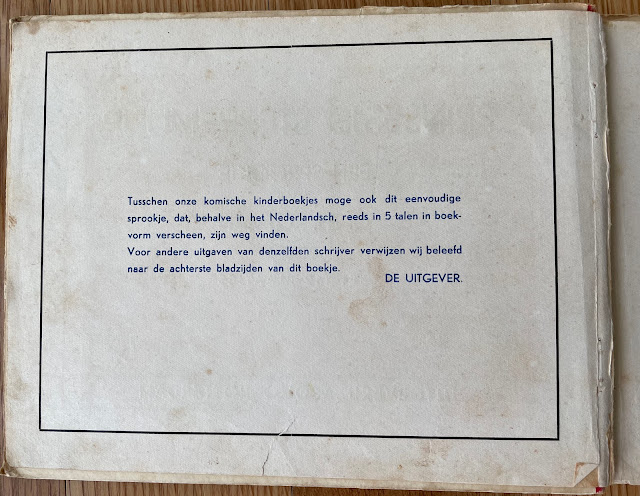 Tusschen onze komische kinderboekjes moge ook dit eenvoudige
sprookje, dat, behalve in het Nederlandsch, reeds in 5 talen in boek-
vorm verscheen, zijn weg vinden.
Voor andere uitgaven van denzelfden schrijver verwijzen wij beleefd
naar de achterste bladzijden van dit boekje.
DE UITGEVER.